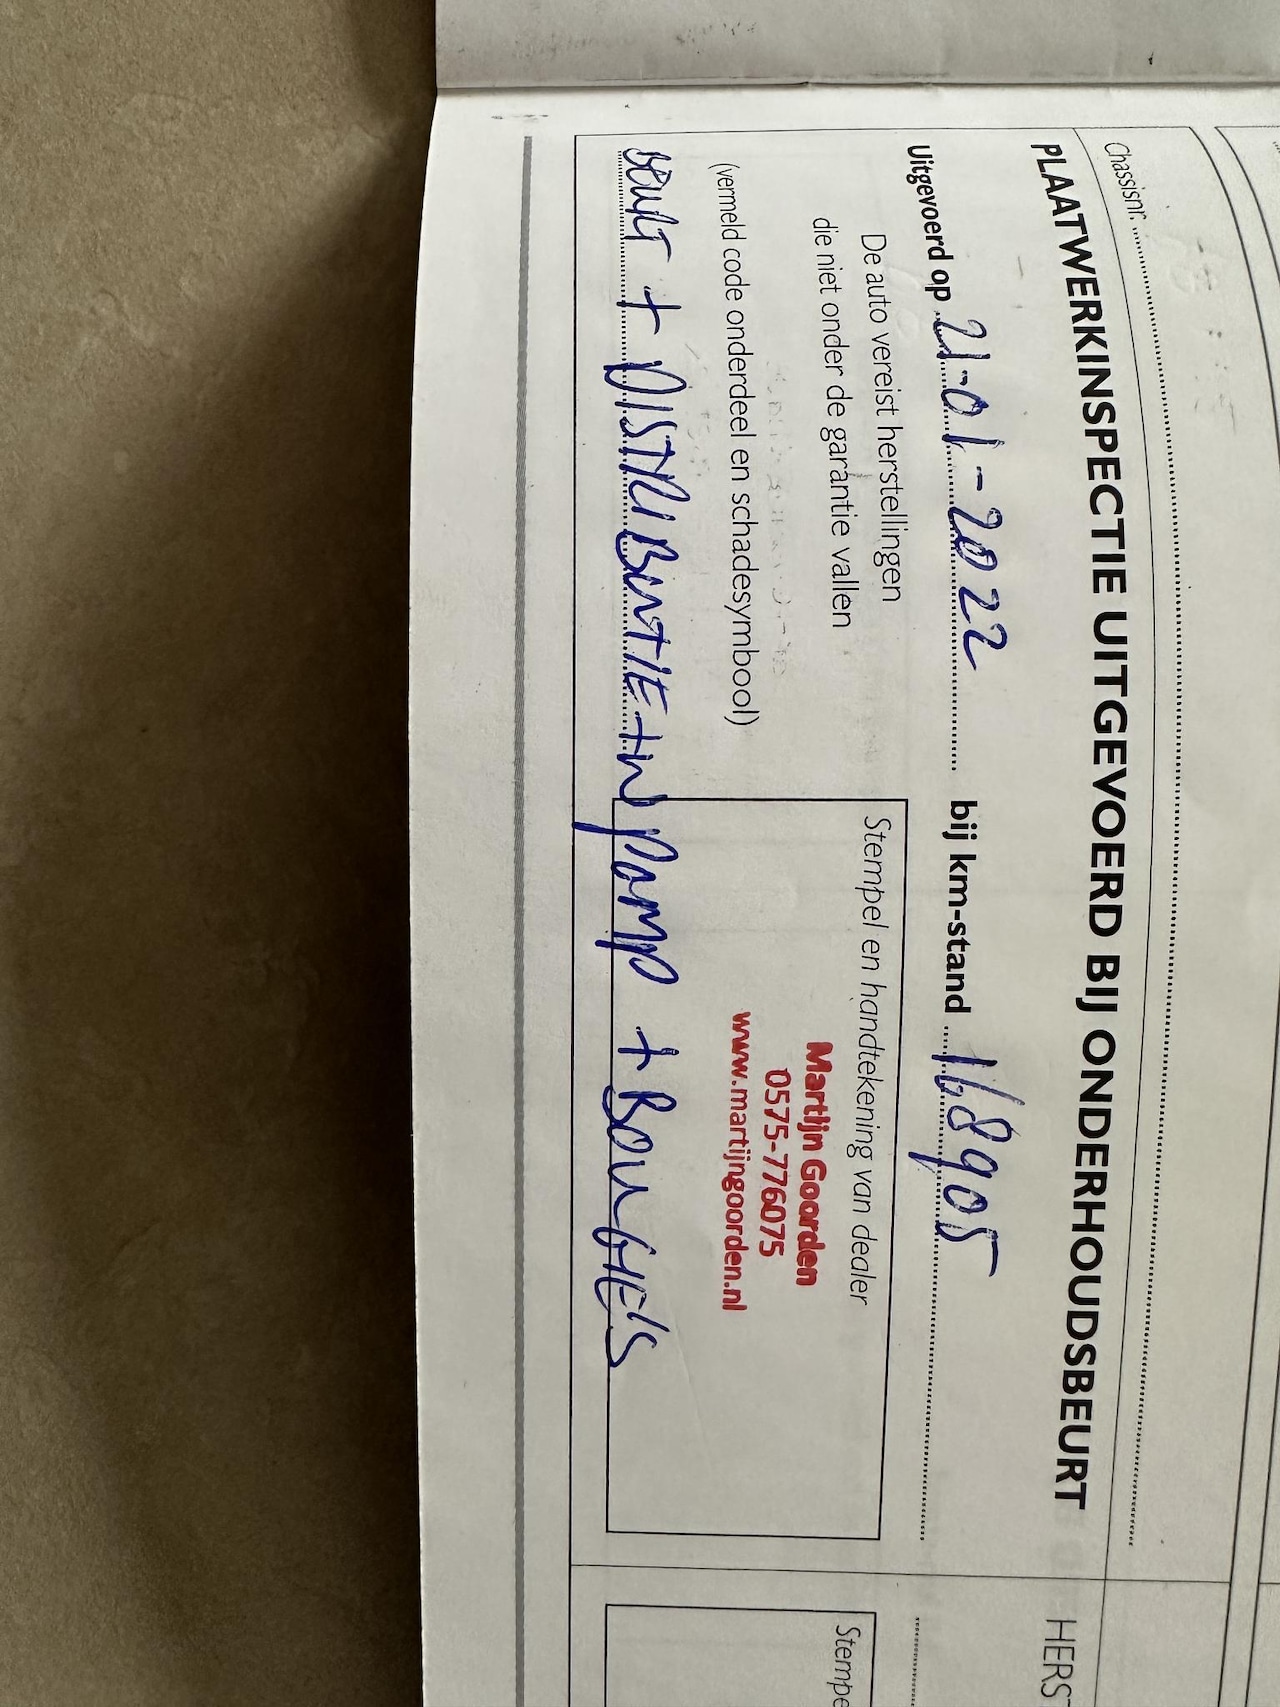 Chassisnr.
PLAATWERKINSPECTIE UITGEVOERD BIJ ONDERHOUDSBEURT
Uitgevoerd op 21-01-2022 bij km-stand 168905
De auto vereist herstellingen
die niet onder de garantie vallen
(vermeld code onderdeel en schadesymbool)
Stempel en handtekening van dealer
Martijn Goorden
0575-776075
www.martijngoorden.nl
BEURT + DISTRIBUTIE + W POMP + BOUGIE'S
HERS
Stempe